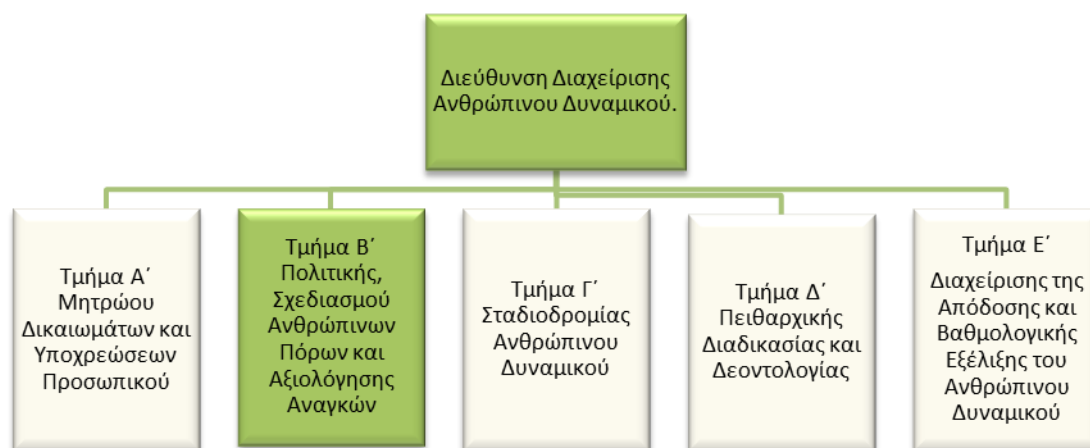 Διεύθυνση Διαχείρισης
Ανθρώπινου Δυναμικού.
Τμήμα Α΄
Μητρώου
Δικαιωμάτων και
Υποχρεώσεων
Προσωπικού
Τμήμα Β΄
Πολιτικής,
Σχεδιασμού
Ανθρώπινων
Πόρων και
Αξιολόγησης
Αναγκών
Τμήμα Γ΄
Σταδιοδρομίας
Ανθρώπινου
Δυναμικού
Τμήμα Δ΄
Πειθαρχικής
Διαδικασίας και
Δεοντολογίας
Τμήμα Ε΄
Διαχείρισης της
Απόδοσης και
Βαθμολογικής
Εξέλιξης του
Ανθρώπινου
Δυναμικού